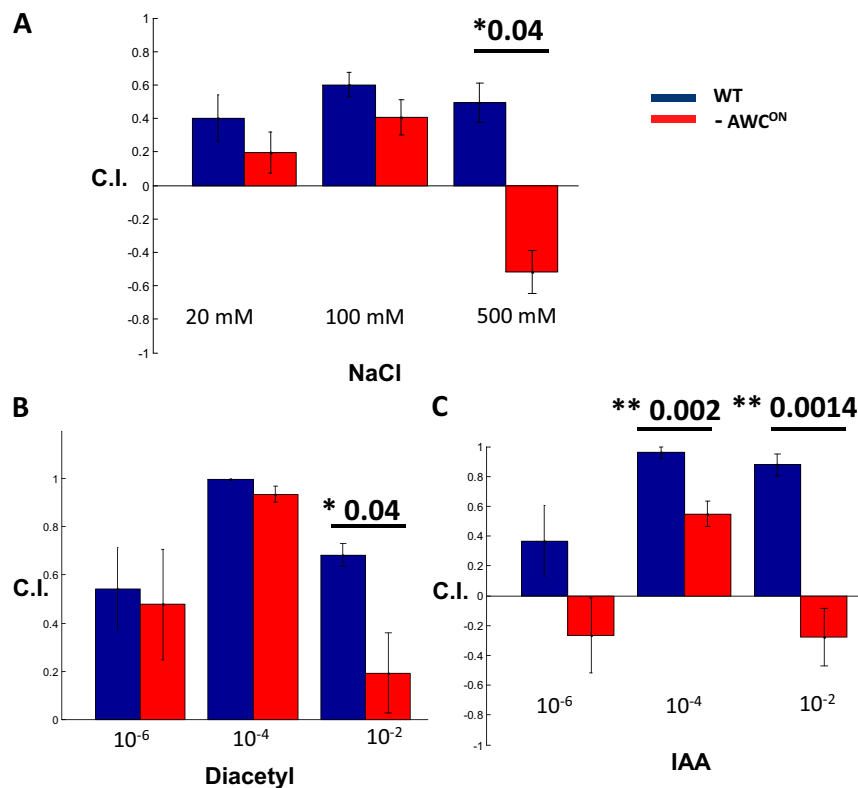 A
*0.04
WT
- AWC^ON
C.I.
1
0.8
0.6
0.4
0.2
0
-0.2
-0.4
-0.6
-0.8
-1
20 mM 100 mM 500 mM
NaCl
B
* 0.04
C.I.
1
0.8
0.6
0.4
0.2
0
10^-6 10^-4 10^-2
Diacetyl
C
** 0.002 ** 0.0014
C.I.
1
0.8
0.6
0.4
0.2
0
-0.2
-0.4
-0.6
-0.8
-1
10^-6 10^-4 10^-2
IAA